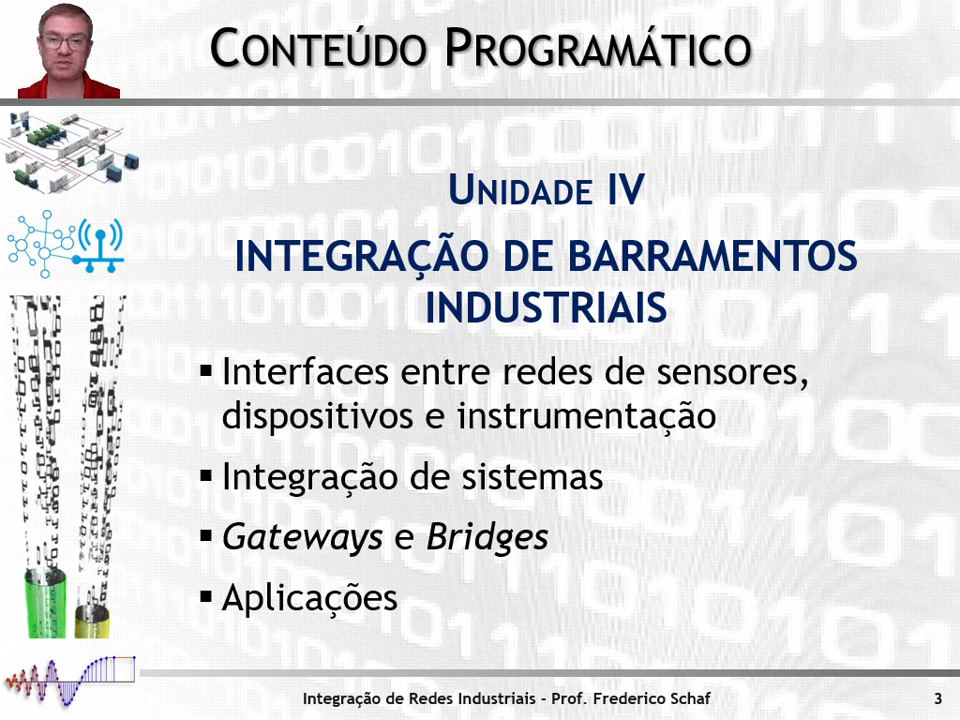 CONTEÚDO PROGRAMÁTICO
UNIDADE IV
INTEGRAÇÃO DE BARRAMENTOS
INDUSTRIAIS
▪ Interfaces entre redes de sensores,
dispositivos e instrumentação
▪ Integração de sistemas
▪ Gateways e Bridges
▪ Aplicações
Integração de Redes Industriais - Prof. Frederico Schaf
3